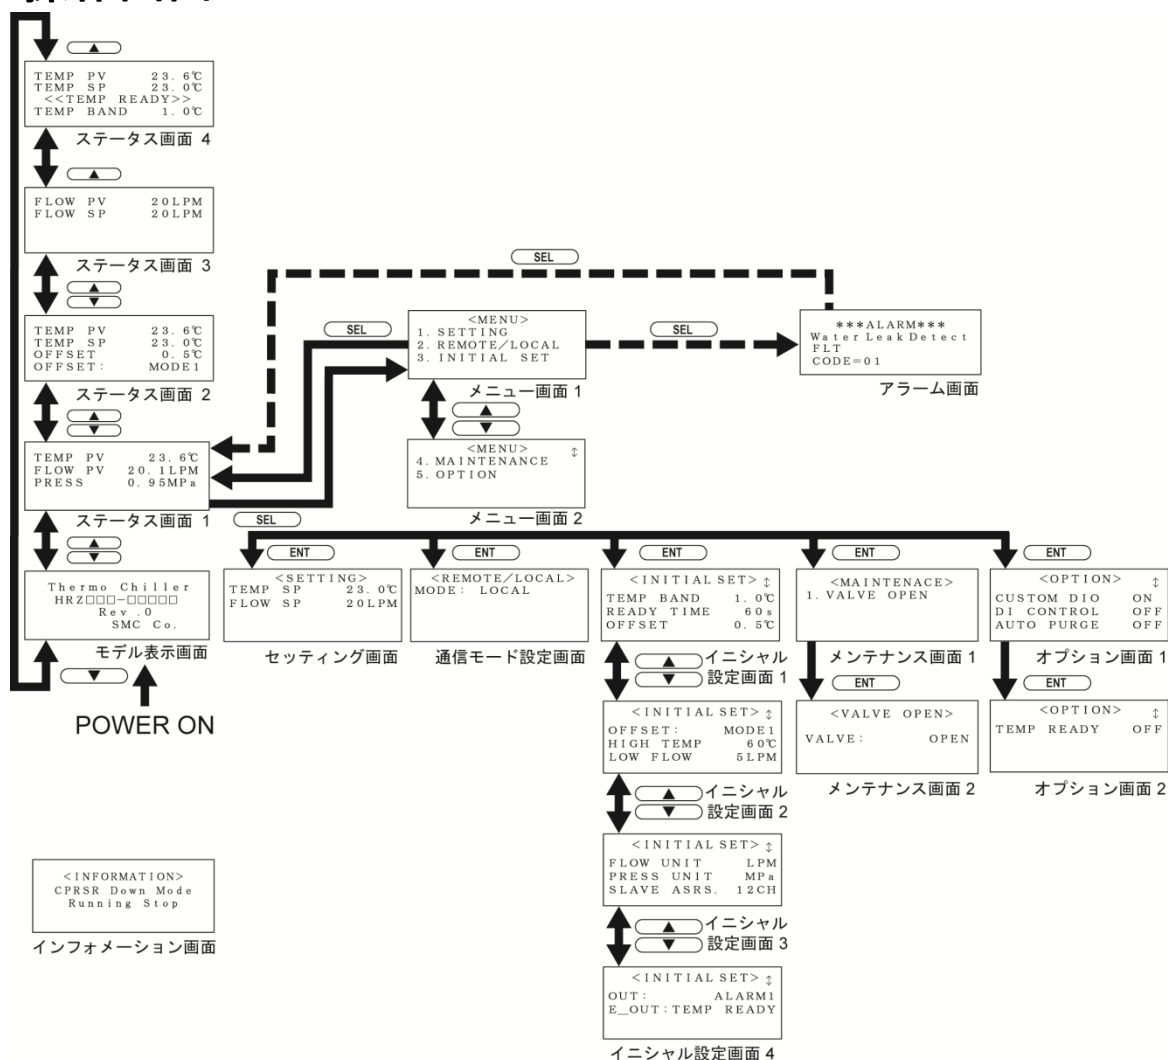 TEMP PV 23.6℃
TEMP SP 23.0℃
<<TEMP READY>>
TEMP BAND 1.0℃
ステータス画面 4
FLOW PV 20LPM
FLOW SP 20LPM
ステータス画面 3
TEMP PV 23.6℃
TEMP SP 23.0℃
OFFSET 0.5℃
OFFSET: MODE1
ステータス画面 2
TEMP PV 23.6℃
FLOW PV 20.1LPM
PRESS 0.95MPa
ステータス画面 1
Thermo Chiller
HRZ□□□-□□□□□
Rev .0
SMC Co.
モデル表示画面
POWER ON
SEL
SEL
SEL
SEL
<MENU>
1. SETTING
2. REMOTE/LOCAL
3. INITIAL SET
メニュー画面 1
<MENU> ↕
4. MAINTENANCE
5. OPTION
メニュー画面 2
***ALARM***
Water Leak Detect
FLT
CODE=01
アラーム画面
ENT
ENT
ENT
ENT
ENT
<SETTING>
TEMP SP 23.0℃
FLOW SP 20LPM
セッティング画面
<REMOTE/LOCAL>
MODE: LOCAL
通信モード設定画面
<INITIAL SET> ↕
TEMP BAND 1.0℃
READY TIME 60s
OFFSET 0.5℃
イニシャル
設定画面 1
<INITIAL SET> ↕
OFFSET: MODE1
HIGH TEMP 60℃
LOW FLOW 5LPM
イニシャル
設定画面 2
<INITIAL SET> ↕
FLOW UNIT LPM
PRESS UNIT MPa
SLAVE ASRS. 12CH
イニシャル
設定画面 3
<INITIAL SET> ↕
OUT: ALARM1
E_OUT:TEMP READY
イニシャル設定画面 4
<MAINTENACE>
1. VALVE OPEN
メンテナンス画面 1
ENT
<VALVE OPEN>
VALVE: OPEN
メンテナンス画面 2
<OPTION> ↕
CUSTOM DIO ON
DI CONTROL OFF
AUTO PURGE OFF
オプション画面 1
ENT
<OPTION> ↕
TEMP READY OFF
オプション画面 2
<INFORMATION>
CPRSR Down Mode
Running Stop
インフォメーション画面